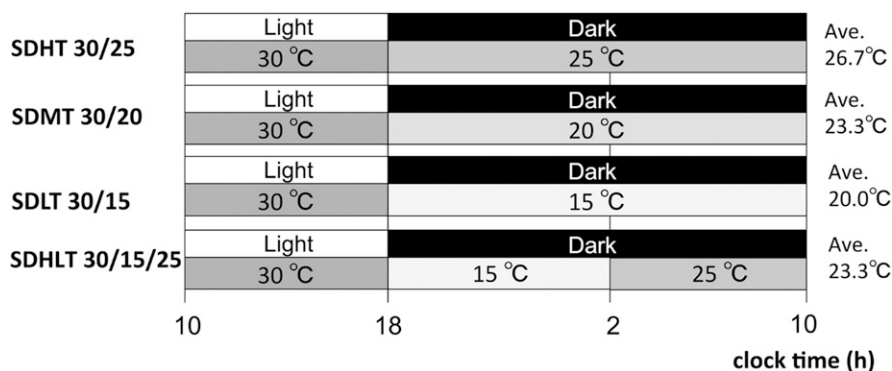 Light Dark Ave.
SDHT 30/25 30 °C 25 °C 26.7°C
Light Dark Ave.
SDMT 30/20 30 °C 20 °C 23.3°C
Light Dark Ave.
SDLT 30/15 30 °C 15 °C 20.0°C
Light Dark Ave.
SDHLT 30/15/25 30 °C 15 °C 25 °C 23.3°C
10 18 2 10
clock time (h)